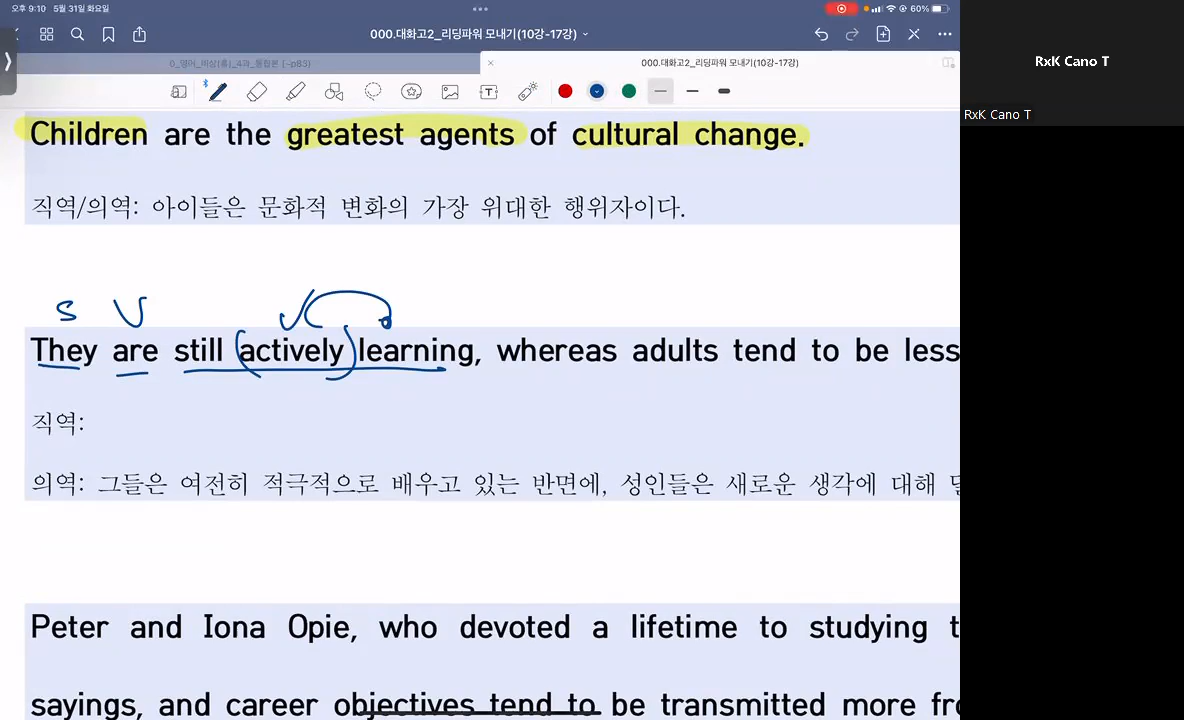 오후 9:10 5월 31일 화요일
60%
000.대화고2_리딩파워 모내기(10강-17강)
0_영어_비상(홍)_4과_통합본 (~p83)
000.대화고2_리딩파워 모내기(10강-17강)
RxK Cano T
RxK Cano T
Children are the greatest agents of cultural change.
직역/의역: 아이들은 문화적 변화의 가장 위대한 행위자이다.
S V
They are still (actively) learning, whereas adults tend to be less
직역:
의역: 그들은 여전히 적극적으로 배우고 있는 반면에, 성인들은 새로운 생각에 대해
Peter and Iona Opie, who devoted a lifetime to studying t
sayings, and career objectives tend to be transmitted more fr